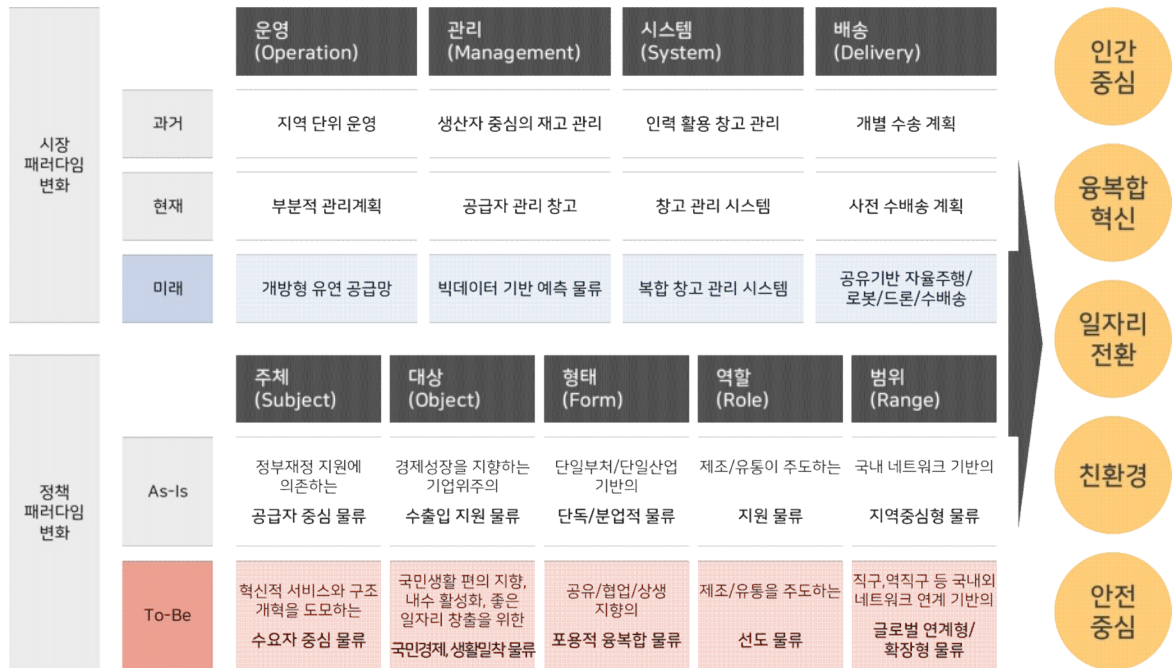 운영
(Operation)
관리
(Management)
시스템
(System)
배송
(Delivery)
시장
패러다임
변화
과거
지역 단위 운영
생산자 중심의 재고 관리
인력 활용 창고 관리
개별 수송 계획
현재
부분적 관리계획
공급자 관리 창고
창고 관리 시스템
사전 수배송 계획
미래
개방형 유연 공급망
빅데이터 기반 예측 물류
복합 창고 관리 시스템
공유기반 자율주행/
로봇/드론/수배송
주체
(Subject)
대상
(Object)
형태
(Form)
역할
(Role)
범위
(Range)
정책
패러다임
변화
As-Is
정부재정 지원에
의존하는
공급자 중심 물류
경제성장을 지향하는
기업위주의
수출입 지원 물류
단일부처/단일산업
기반의
단독/분업적 물류
제조/유통이 주도하는
지원 물류
국내 네트워크 기반의
지역중심형 물류
To-Be
혁신적 서비스와 구조
개혁을 도모하는
수요자 중심 물류
국민생활 편의 지향,
내수 활성화, 좋은
일자리 창출을 위한
국민경제, 생활밀착 물류
공유/협업/상생
지향의
포용적 융복합 물류
제조/유통을 주도하는
선도 물류
직구,역직구 등 국내외
네트워크 연계 기반의
글로벌 연계형/
확장형 물류
인간
중심
융복합
혁신
일자리
전환
친환경
안전
중심